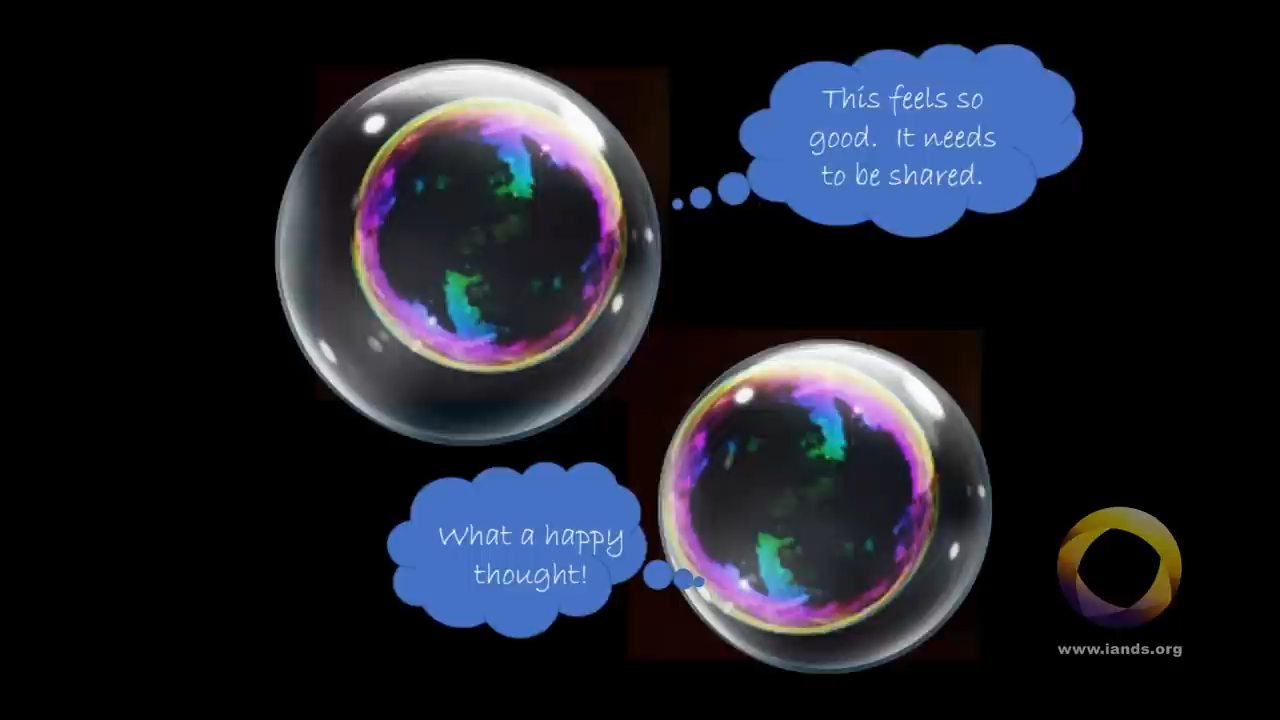 This feels so
good. It needs
to be shared.
What a happy
thought!
www.iands.org